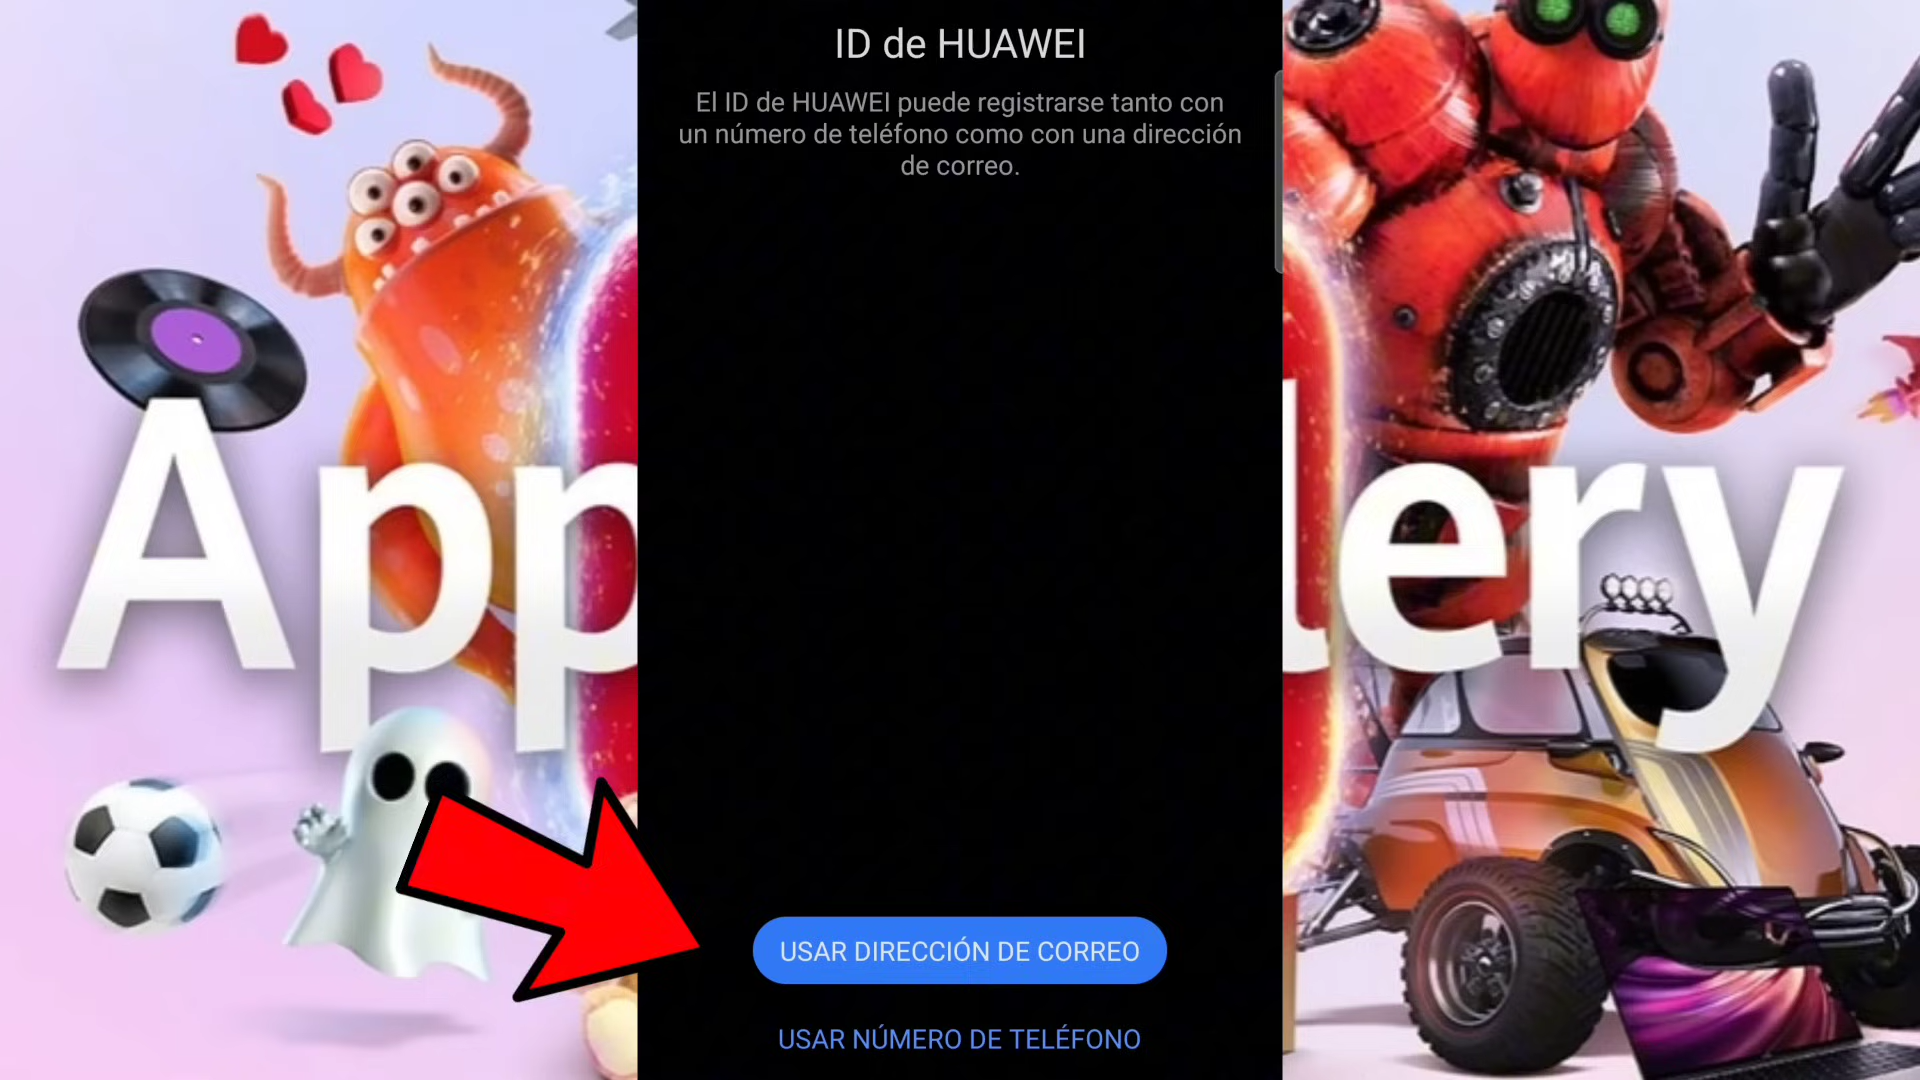 ID de HUAWEI
El ID de HUAWEI puede registrarse tanto con
un número de teléfono como con una dirección
de correo.
App lery
USAR DIRECCIÓN DE CORREO
USAR NÚMERO DE TELÉFONO